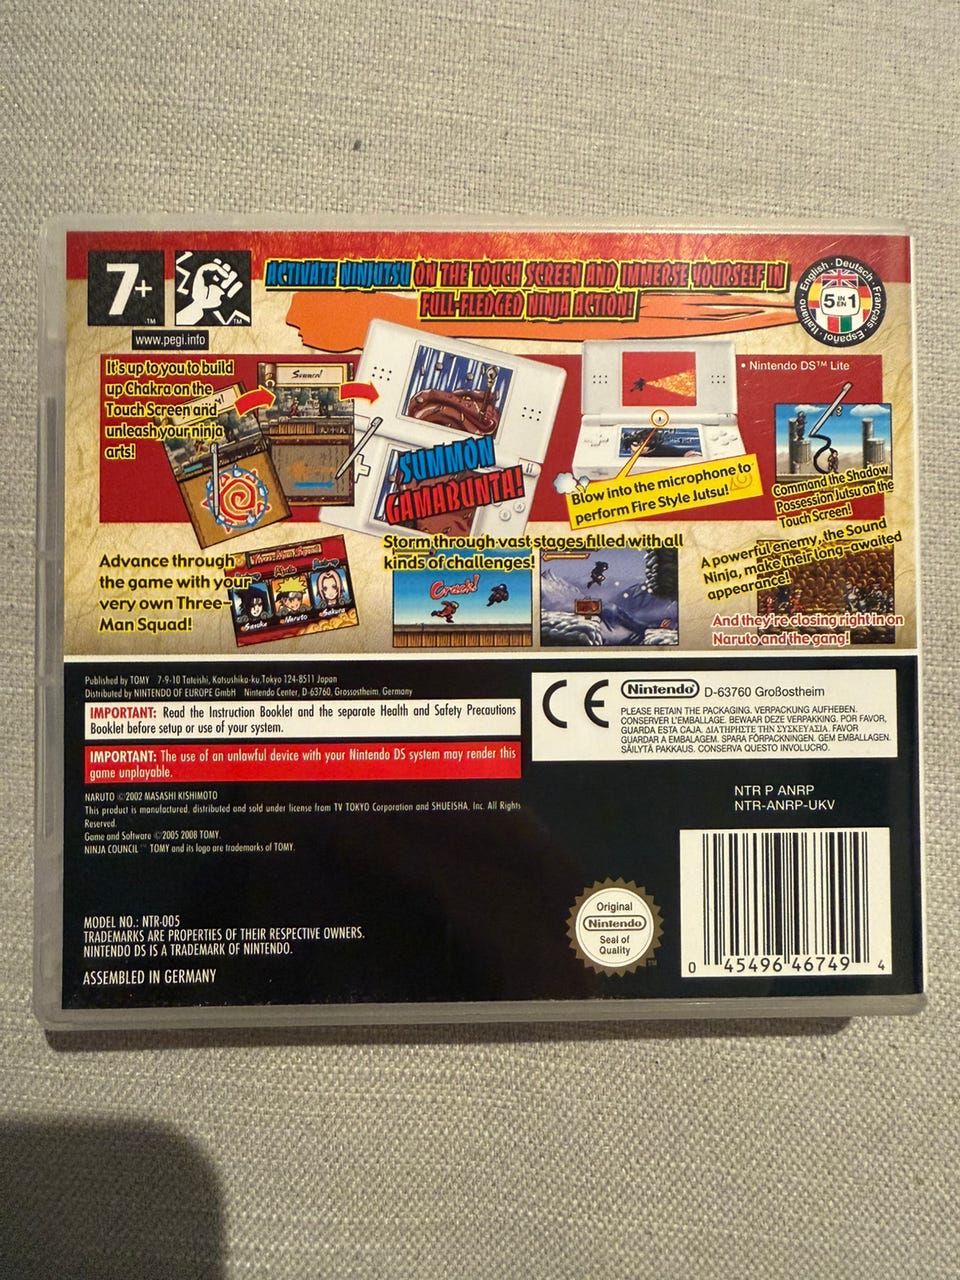 7+
TM
TM
www.pegi.info
ACTIVATE NINJUTSU ON THE TOUCH SCREEN AND IMMERSE YOURSELF IN
FULL-FLEDGED NINJA ACTION!
English · Deutsch · Français · Español · Italiano ·
5 IN EN 1
It's up to you to build
up Chakra on the
Touch Screen and
unleash your ninja
arts!
Summon!
SUMMON
GAMABUNTA!
• Nintendo DS™ Lite
Blow into the microphone to
perform Fire Style Jutsu!
Command the Shadow
Possession Jutsu on the
Touch Screen!
Advance through
the game with your
very own Three-
Man Squad!
Three-Man Squad!
Sasuke
Naruto
Sakura
Storm through vast stages filled with all
kinds of challenges!
Crack!
A powerful enemy, the Sound
Ninja, make their long-awaited
appearance!
And they're closing right in on
Naruto and the gang!
Published by TOMY 7-9-10 Tateishi, Katsushika-ku,Tokyo 124-8511 Japan
Distributed by NINTENDO OF EUROPE GmbH Nintendo Center, D-63760, Grossostheim, Germany
IMPORTANT: Read the Instruction Booklet and the separate Health and Safety Precautions
Booklet before setup or use of your system.
IMPORTANT: The use of an unlawful device with your Nintendo DS system may render this
game unplayable.
NARUTO ©2002 MASASHI KISHIMOTO
This product is manufactured, distributed and sold under license from TV TOKYO Corporation and SHUEISHA, Inc. All Rights
Reserved.
Game and Software ©2005 2008 TOMY.
NINJA COUNCIL™ TOMY and its logo are trademarks of TOMY.
CE
Nintendo® D-63760 Großostheim
PLEASE RETAIN THE PACKAGING. VERPACKUNG AUFHEBEN.
CONSERVER L'EMBALLAGE. BEWAAR DEZE VERPAKKING. POR FAVOR,
GUARDA ESTA CAJA. ΔΙΑΤΗΡΗΣΤΕ ΤΗΝ ΣΥΣΚΕΥΑΣΙΑ. FAVOR
GUARDAR A EMBALAGEM. SPARA FÖRPACKNINGEN. GEM EMBALLAGEN.
SÄILYTÄ PAKKAUS. CONSERVA QUESTO INVOLUCRO.
NTR P ANRP
NTR-ANRP-UKV
MODEL NO.: NTR-005
TRADEMARKS ARE PROPERTIES OF THEIR RESPECTIVE OWNERS.
NINTENDO DS IS A TRADEMARK OF NINTENDO.
ASSEMBLED IN GERMANY
Original
Nintendo®
Seal of
Quality
TM
0 45496 46749 4